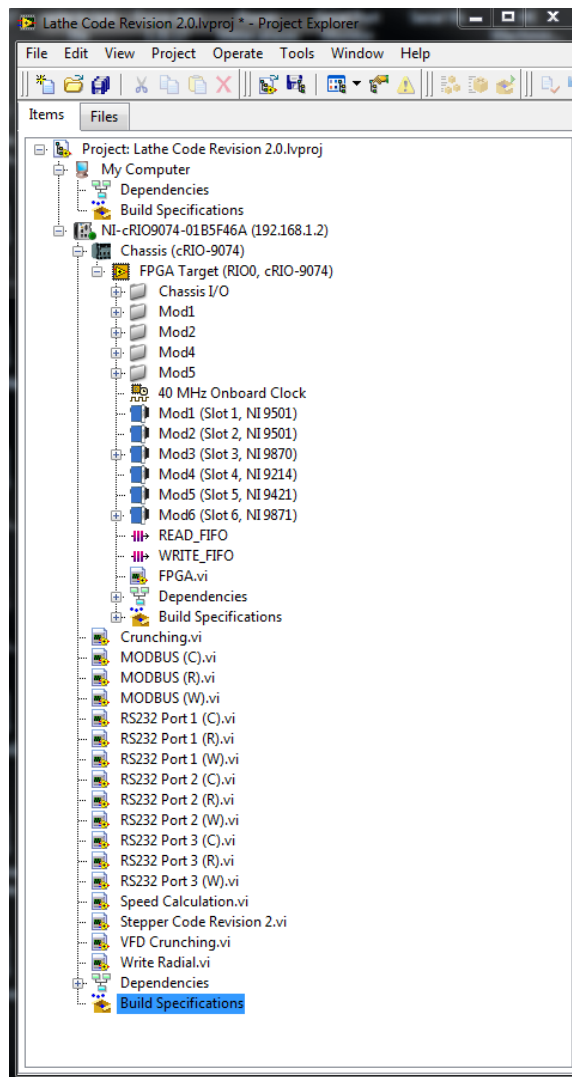 Lathe Code Revision 2.0.lvproj * - Project Explorer
File Edit View Project Operate Tools Window Help
Items Files
Project: Lathe Code Revision 2.0.lvproj
My Computer
Dependencies
Build Specifications
NI-cRIO9074-01B5F46A (192.168.1.2)
Chassis (cRIO-9074)
FPGA Target (RIO0, cRIO-9074)
Chassis I/O
Mod1
Mod2
Mod4
Mod5
40 MHz Onboard Clock
Mod1 (Slot 1, NI 9501)
Mod2 (Slot 2, NI 9501)
Mod3 (Slot 3, NI 9870)
Mod4 (Slot 4, NI 9214)
Mod5 (Slot 5, NI 9421)
Mod6 (Slot 6, NI 9871)
READ_FIFO
WRITE_FIFO
FPGA.vi
Dependencies
Build Specifications
Crunching.vi
MODBUS (C).vi
MODBUS (R).vi
MODBUS (W).vi
RS232 Port 1 (C).vi
RS232 Port 1 (R).vi
RS232 Port 1 (W).vi
RS232 Port 2 (C).vi
RS232 Port 2 (R).vi
RS232 Port 2 (W).vi
RS232 Port 3 (C).vi
RS232 Port 3 (R).vi
RS232 Port 3 (W).vi
Speed Calculation.vi
Stepper Code Revision 2.vi
VFD Crunching.vi
Write Radial.vi
Dependencies
Build Specifications